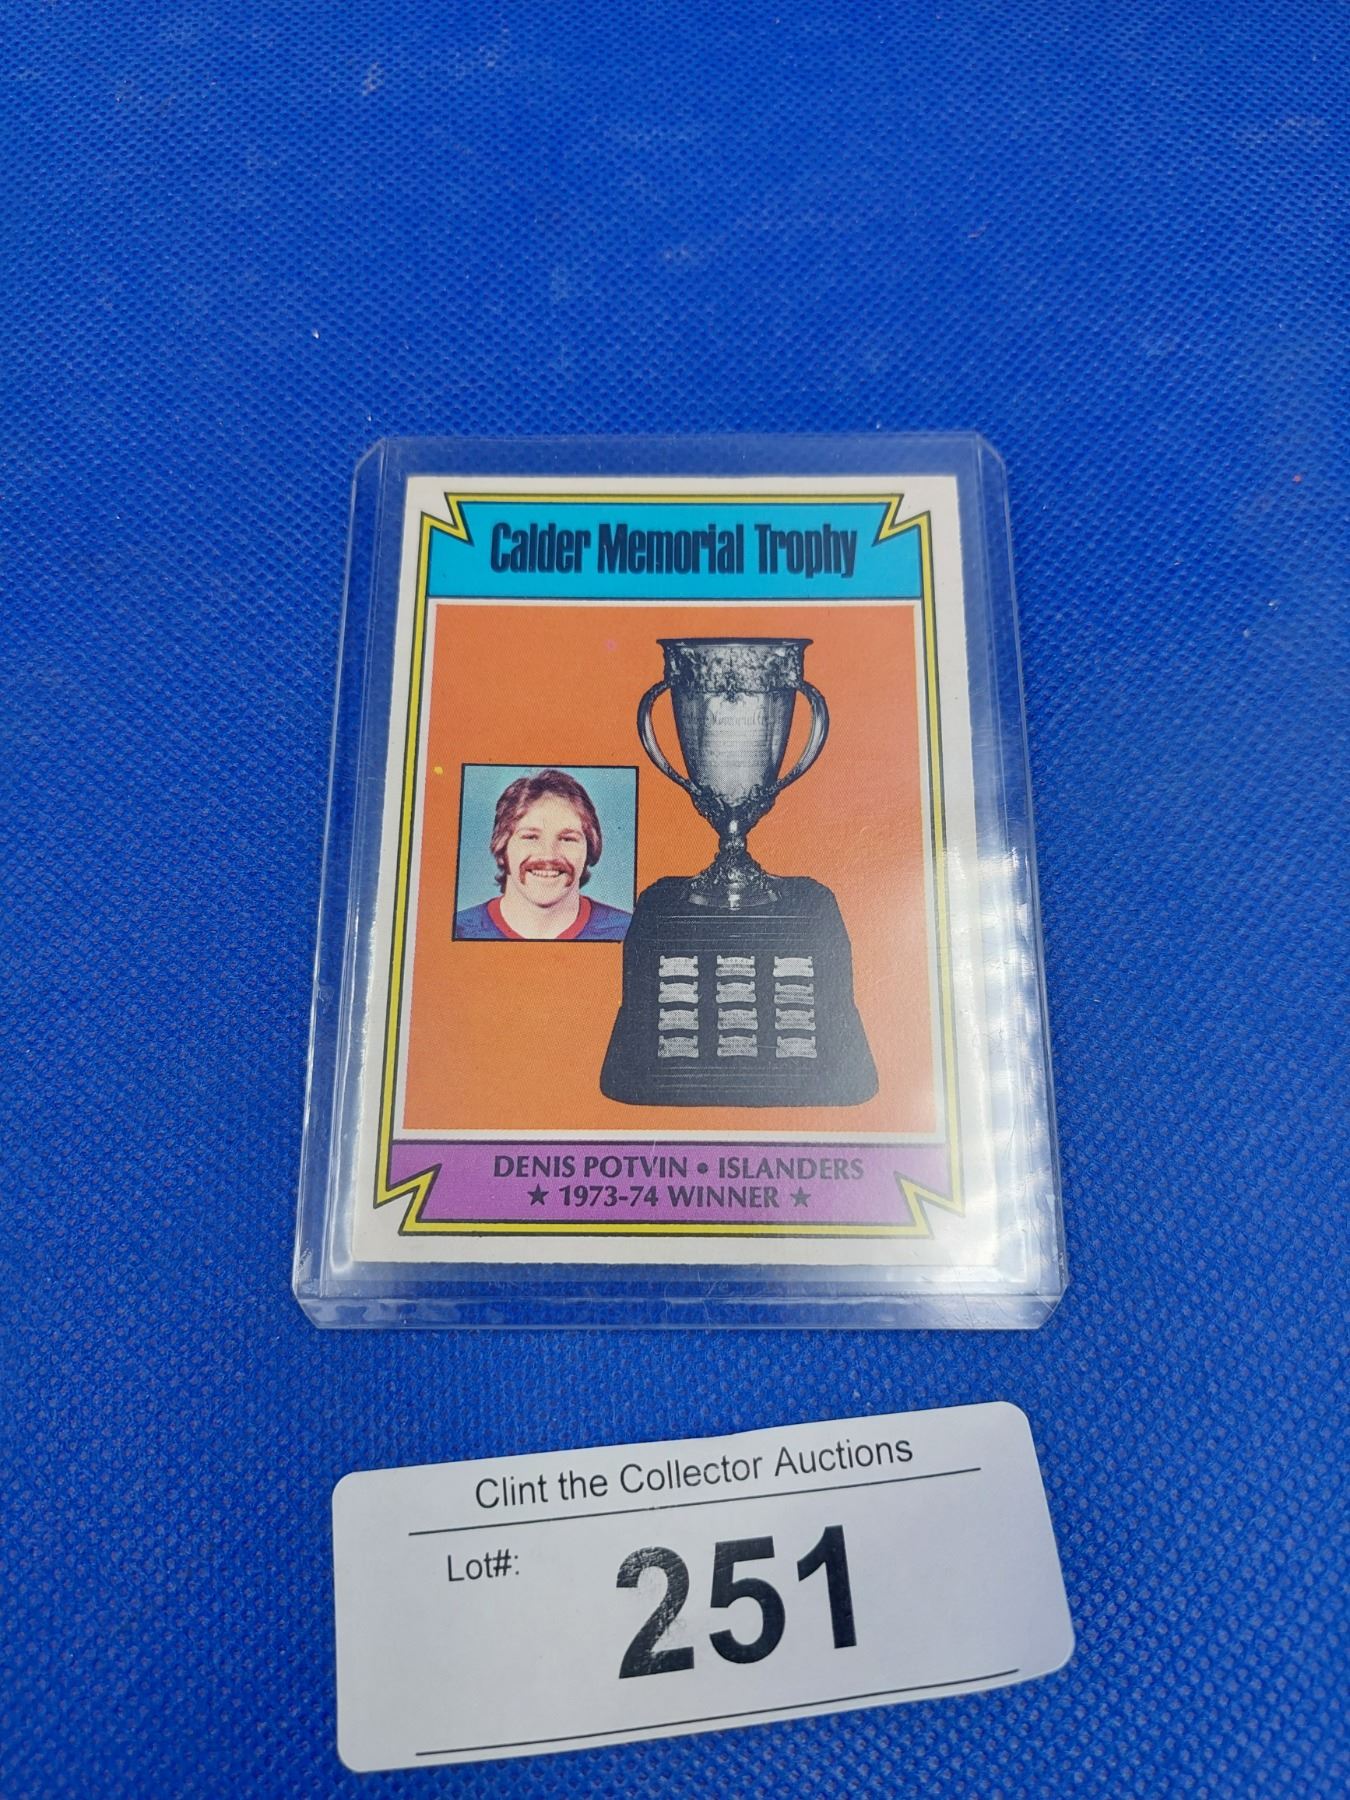 Calder Memorial Trophy
DENIS POTVIN • ISLANDERS
★ 1973-74 WINNER ★
Clint the Collector Auctions
Lot#:
251